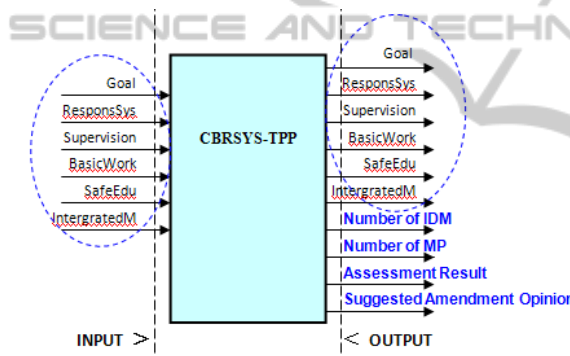 SCIENCE AND TECHN
Goal
ResponsSys
Supervision
BasicWork
SafeEdu
IntergratedM
CBRSYS-TPP
Goal
ResponsSys
Supervision
BasicWork
SafeEdu
IntergratedM
Number of IDM
Number of MP
Assessment Result
Suggested Amendment Opinion
INPUT >
< OUTPUT